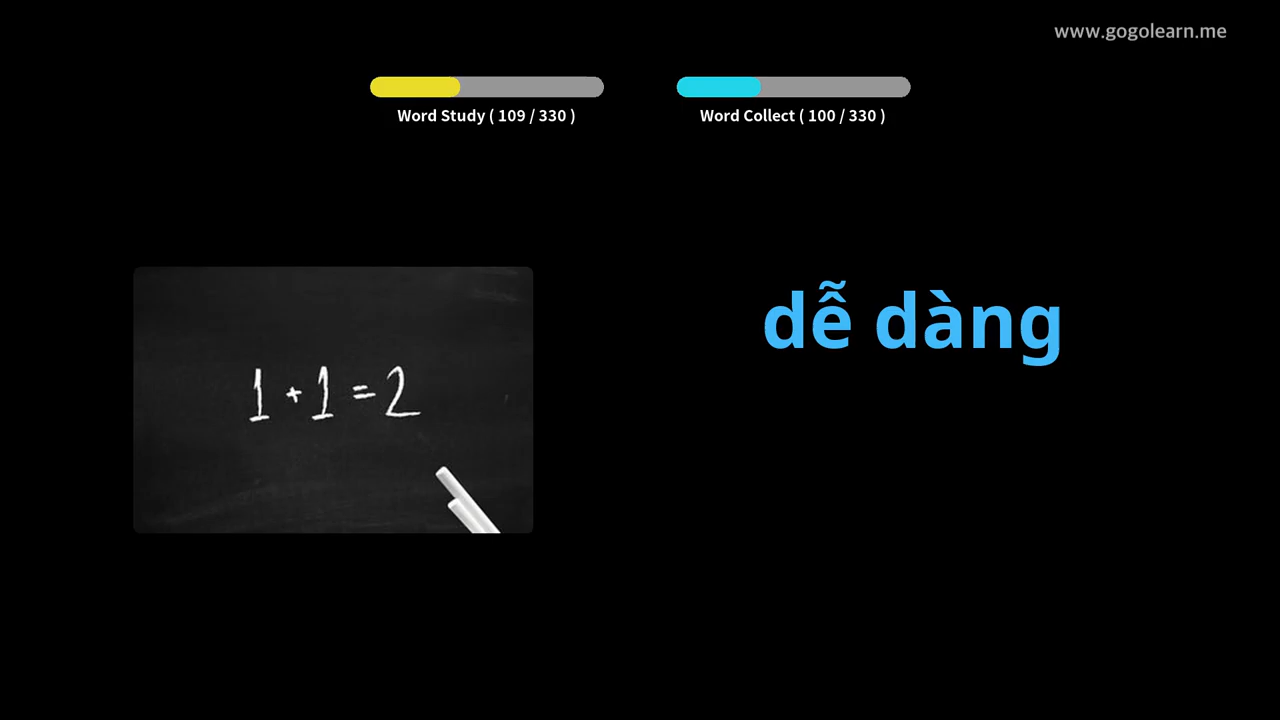 www.gogolearn.me
Word Study ( 109 / 330 )
Word Collect ( 100 / 330 )
dễ dàng
1 + 1 = 2